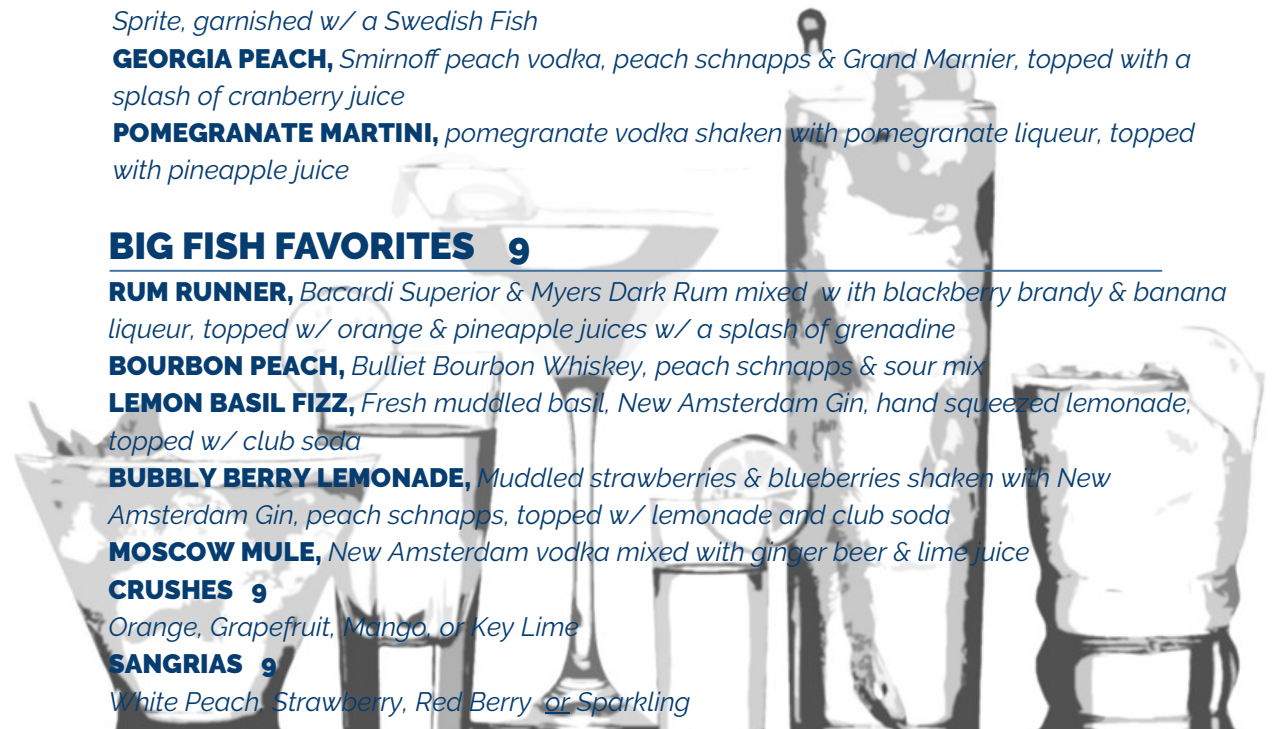 Sprite, garnished w/ a Swedish Fish
GEORGIA PEACH, Smirnoff peach vodka, peach schnapps & Grand Marnier, topped with a
splash of cranberry juice
POMEGRANATE MARTINI, pomegranate vodka shaken with pomegranate liqueur, topped
with pineapple juice
BIG FISH FAVORITES 9
RUM RUNNER, Bacardi Superior & Myers Dark Rum mixed w ith blackberry brandy & banana
liqueur, topped w/ orange & pineapple juices w/ a splash of grenadine
BOURBON PEACH, Bulliet Bourbon Whiskey, peach schnapps & sour mix
LEMON BASIL FIZZ, Fresh muddled basil, New Amsterdam Gin, hand squeezed lemonade,
topped w/ club soda
BUBBLY BERRY LEMONADE, Muddled strawberries & blueberries shaken with New
Amsterdam Gin, peach schnapps, topped w/ lemonade and club soda
MOSCOW MULE, New Amsterdam vodka mixed with ginger beer & lime juice
CRUSHES 9
Orange, Grapefruit, Mango, or Key Lime
SANGRIAS 9
White Peach, Strawberry, Red Berry or Sparkling